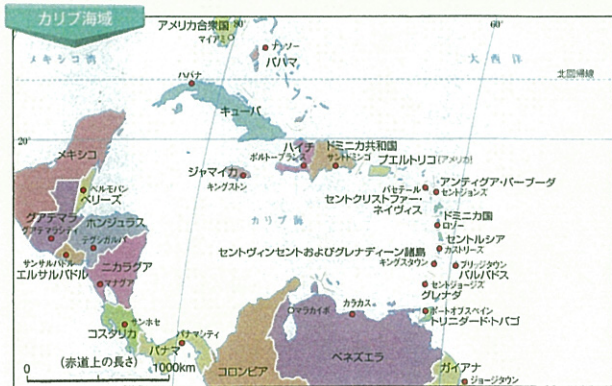 カリブ海域
アメリカ合衆国
80°
60°
マイアミ
ナッソー
バハマ
メキシコ湾
大西洋
北回帰線
ハバナ
キューバ
20°
メキシコ
ハイチ
ドミニカ共和国
ポルトープランス
サントドミンゴ
プエルトリコ(アメリカ)
ジャマイカ
キングストン
ベルモパン
ベリーズ
バセテール
アンティグア・バーブーダ
セントジョンズ
セントクリストファー・
ネイヴィス
グアテマラ
グアテマラシティ
ホンジュラス
テグシガルパ
カリブ海
ドミニカ国
ロゾー
セントルシア
カストリーズ
セントヴィンセントおよびグレナディーン諸島
キングスタウン
ブリッジタウン
バルバドス
サンサルバドル
エルサルバドル
ニカラグア
マナグア
セントジョージズ
グレナダ
マラカイボ
カラカス
ポートオブスペイン
トリニダード・トバゴ
サンホセ
コスタリカ
パナマシティ
パナマ
(赤道上の長さ)
0
1000km
コロンビア
ベネズエラ
ガイアナ
ジョージタウン